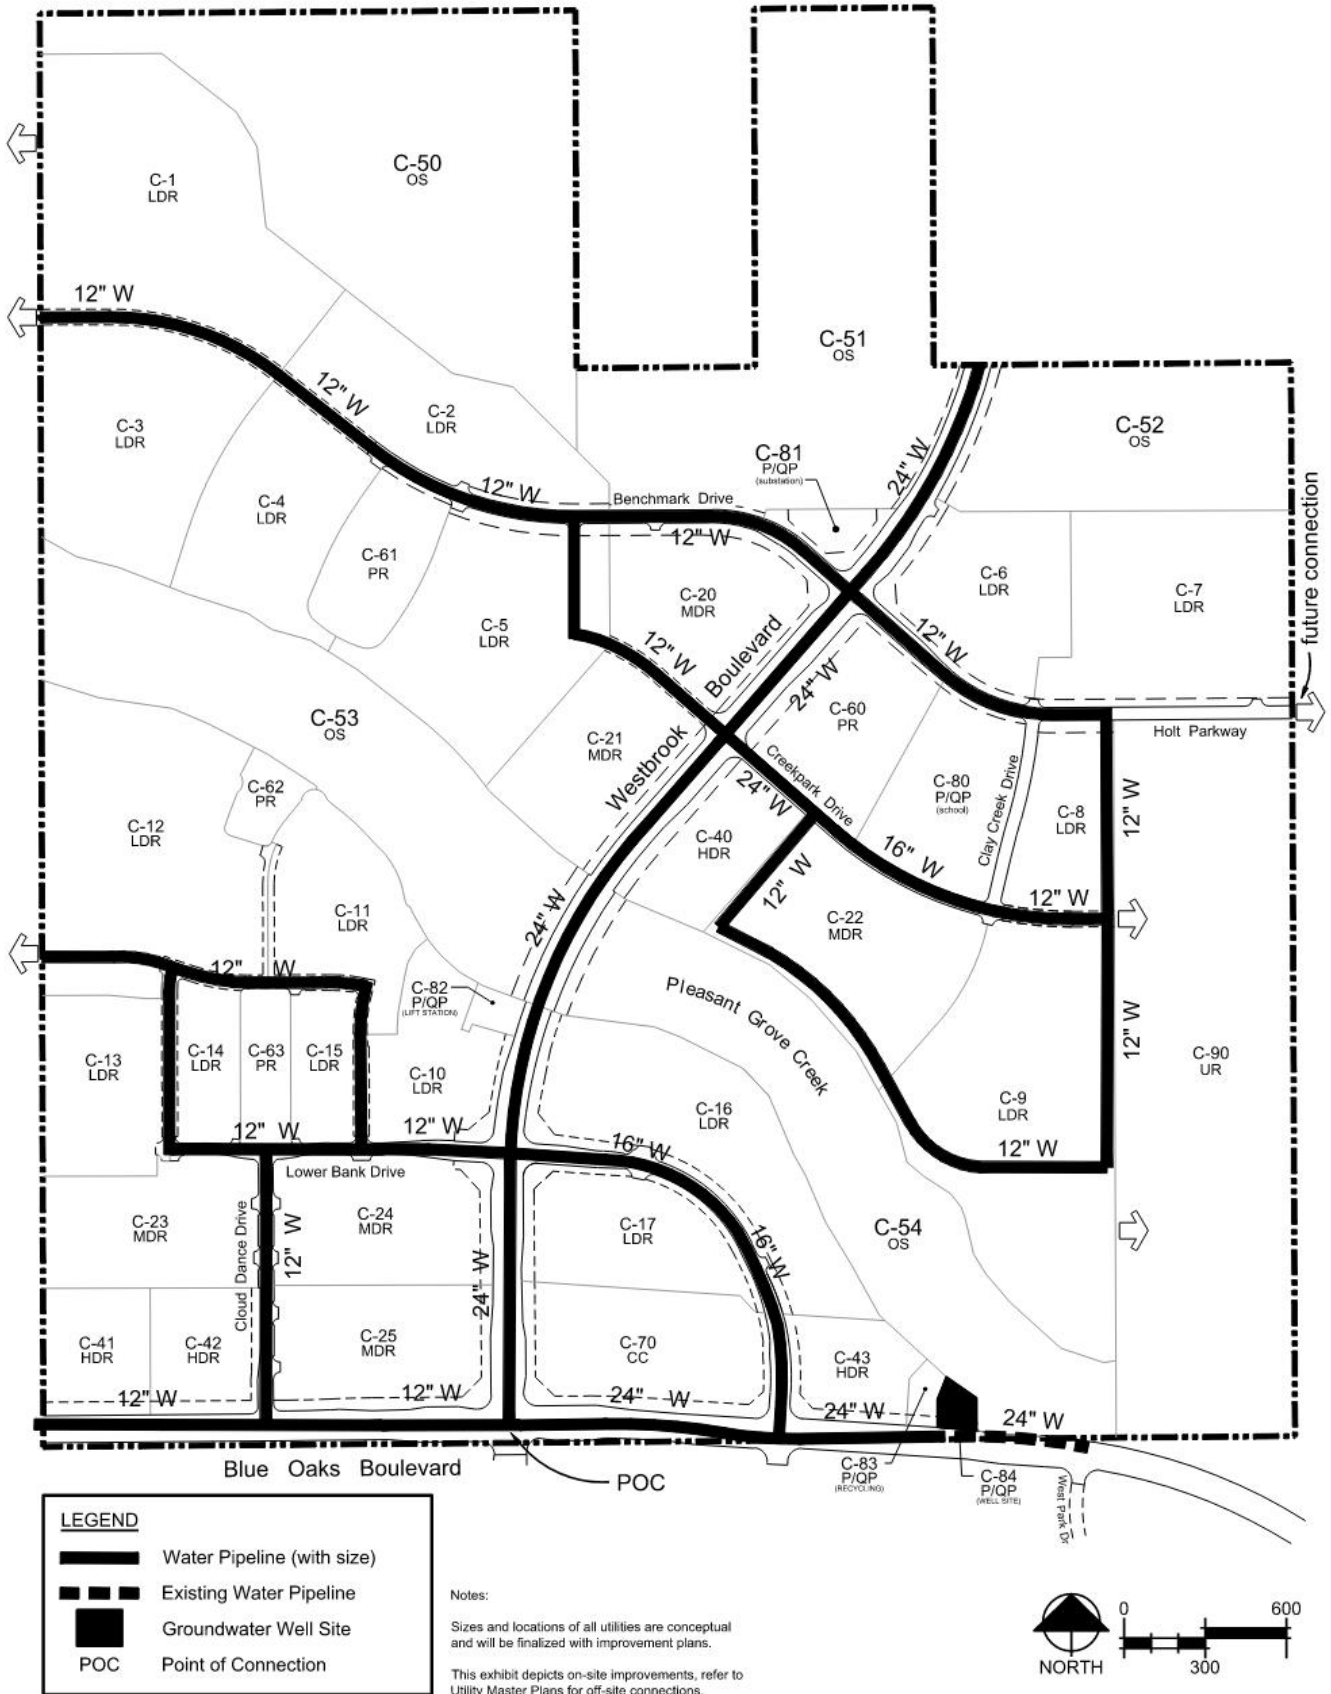 C-50
OS
C-1
LDR
12" W
C-51
OS
12" W
C-2
LDR
C-3
LDR
C-52
OS
C-81
P/QP
(substation)
24" W
12" W
Benchmark Drive
C-4
LDR
12" W
future connection
C-61
PR
C-6
LDR
C-7
LDR
C-20
MDR
C-5
LDR
12" W
12" W
Westbrook Boulevard
24" W
C-60
PR
C-53
OS
Holt Parkway
C-21
MDR
C-62
PR
24" W
Creekpark Drive
C-80
P/QP
(school)
Clay Creek Drive
C-8
LDR
12" W
C-12
LDR
C-40
HDR
16" W
12" W
12" W
C-11
LDR
24" W
C-22
MDR
12" W
C-82
P/QP
(LIFT STATION)
Pleasant Grove Creek
12" W
C-13
LDR
C-14
LDR
C-63
PR
C-15
LDR
C-10
LDR
C-90
UR
C-16
LDR
C-9
LDR
12" W
12" W
16" W
12" W
Lower Bank Drive
C-23
MDR
Cloud Dance Drive
12" W
C-24
MDR
24" W
C-17
LDR
16" W
C-54
OS
C-41
HDR
C-42
HDR
C-25
MDR
C-70
CC
C-43
HDR
12" W
12" W
24" W
24" W
24" W
Blue Oaks Boulevard
POC
C-83
P/QP
(RECYCLING)
C-84
P/QP
(WELL SITE)
West Park Dr
LEGEND
Water Pipeline (with size)
Existing Water Pipeline
Groundwater Well Site
POC Point of Connection
Notes:
Sizes and locations of all utilities are conceptual
and will be finalized with improvement plans.
This exhibit depicts on-site improvements, refer to
Utility Master Plans for off-site connections.
NORTH
0
600
300